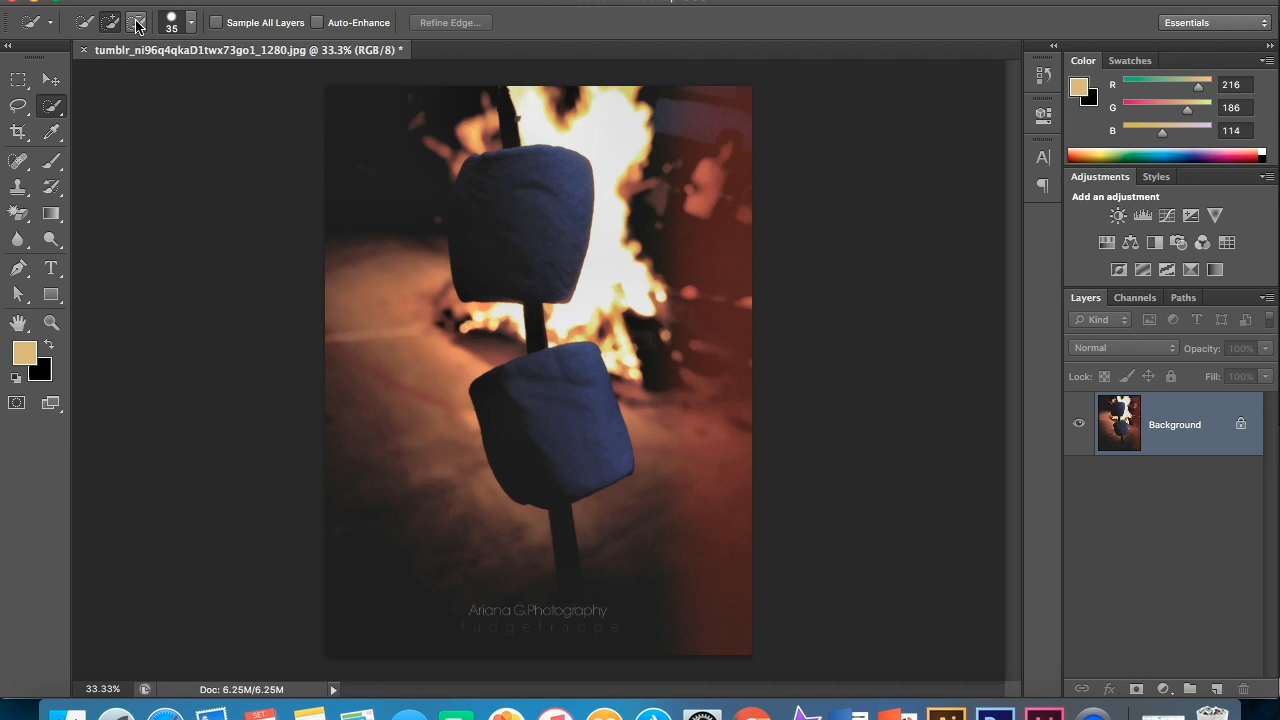 35
Sample All Layers
Auto-Enhance
Refine Edge...
Essentials
tumblr_ni96q4qkaD1twx73go1_1280.jpg @ 33.3% (RGB/8) *
Color
Swatches
R
216
G
186
B
114
Adjustments
Styles
Add an adjustment
Layers
Channels
Paths
Kind
Normal
Opacity: 100%
Lock:
Fill: 100%
Background
Ariana G.Photography
fudgefrappe
33.33%
Doc: 6.25M/6.25M
SET